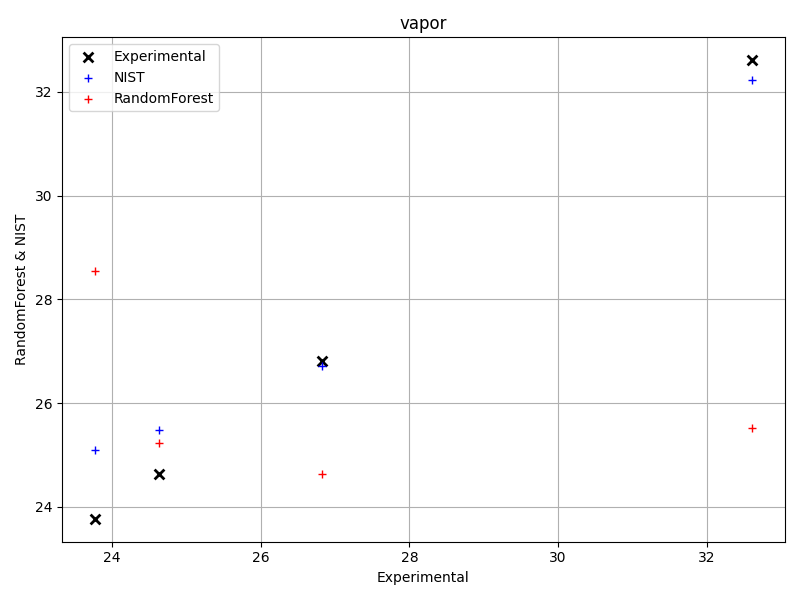 vapor
Experimental
NIST
RandomForest
32
30
28
26
24
RandomForest & NIST
24
26
28
30
32
Experimental